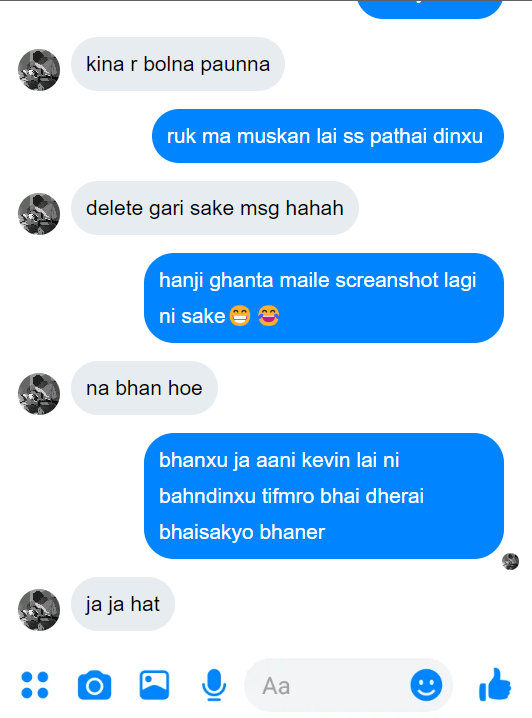 kina r bolna paunna
ruk ma muskan lai ss pathai dinxu
delete gari sake msg hahah
hanji ghanta maile screanshot lagi
ni sake😁 😂
na bhan hoe
bhanxu ja aani kevin lai ni
bahndinxu tifmro bhai dherai
bhaisakyo bhaner
ja ja hat
Aa